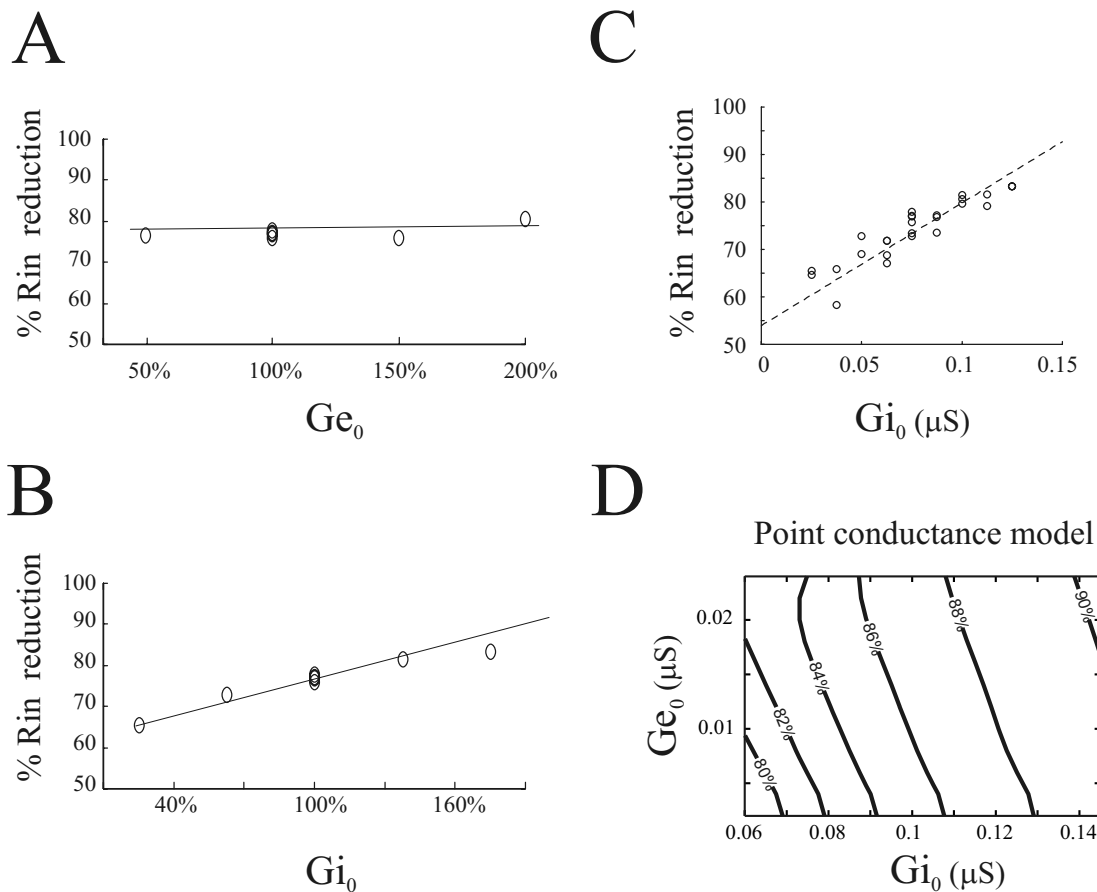 A
% Rin reduction
100
90
80
70
60
50
50% 100% 150% 200%
Ge₀
B
% Rin reduction
100
90
80
70
60
50
40% 100% 160%
Gi₀
C
% Rin reduction
100
90
80
70
60
50
0 0.05 0.1 0.15
Gi₀ (μS)
D
Point conductance model
Ge₀ (μS)
0.02
0.01
80%
82%
84%
86%
88%
90%
0.06 0.08 0.1 0.12 0.14
Gi₀ (μS)